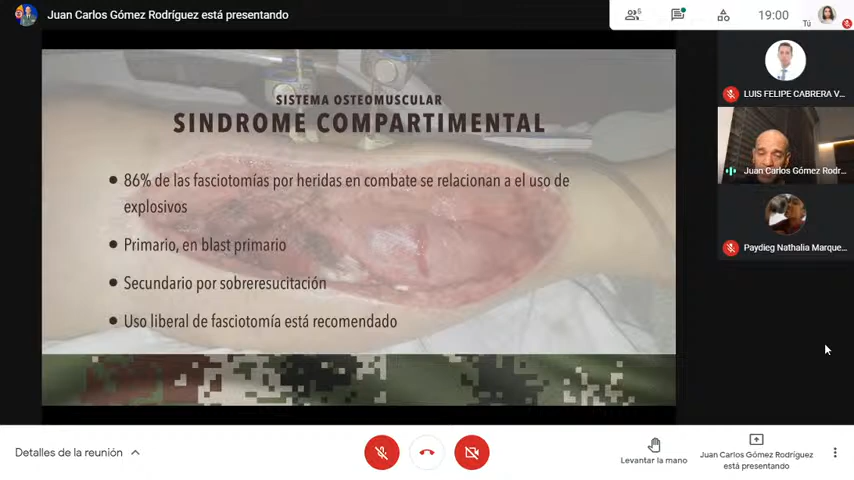 Juan Carlos Gómez Rodríguez está presentando
6
19:00
Tú
SISTEMA OSTEOMUSCULAR
SINDROME COMPARTIMENTAL
● 86% de las fasciotomías por heridas en combate se relacionan a el uso de
explosivos
● Primario, en blast primario
● Secundario por sobreresucitación
● Uso liberal de fasciotomía está recomendado
LUIS FELIPE CABRERA V...
Juan Carlos Gómez Rodr...
Paydieg Nathalia Marque...
Detalles de la reunión
Levantar la mano
Juan Carlos Gómez Rodríguez
está presentando